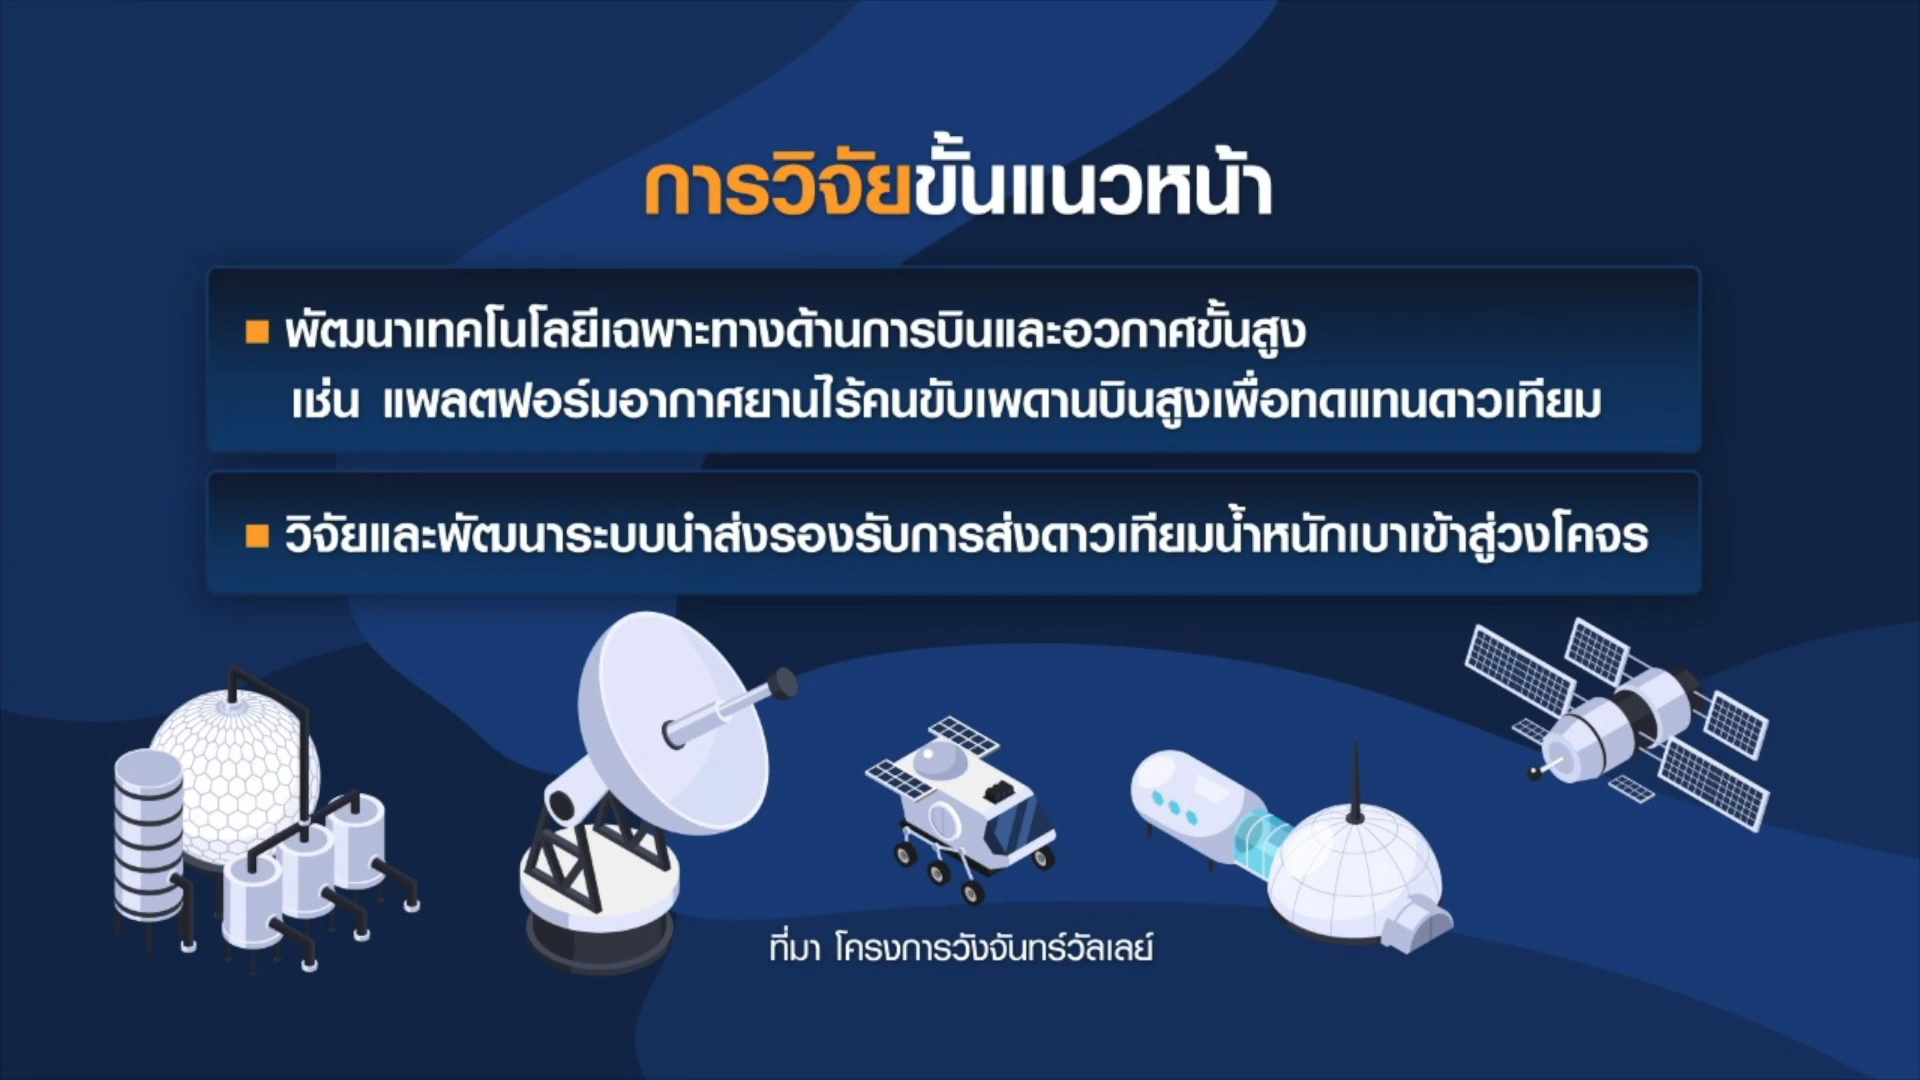 การวิจัยขั้นแนวหน้า
พัฒนาเทคโนโลยีเฉพาะทางด้านการบินและอวกาศขั้นสูง
เช่น แพลตฟอร์มอากาศยานไร้คนขับเพดานบินสูงเพื่อทดแทนดาวเทียม
วิจัยและพัฒนาระบบนำส่งรองรับการส่งดาวเทียมน้ำหนักเบาเข้าสู่วงโคจร
ที่มา โครงการวังจันทร์วัลเลย์